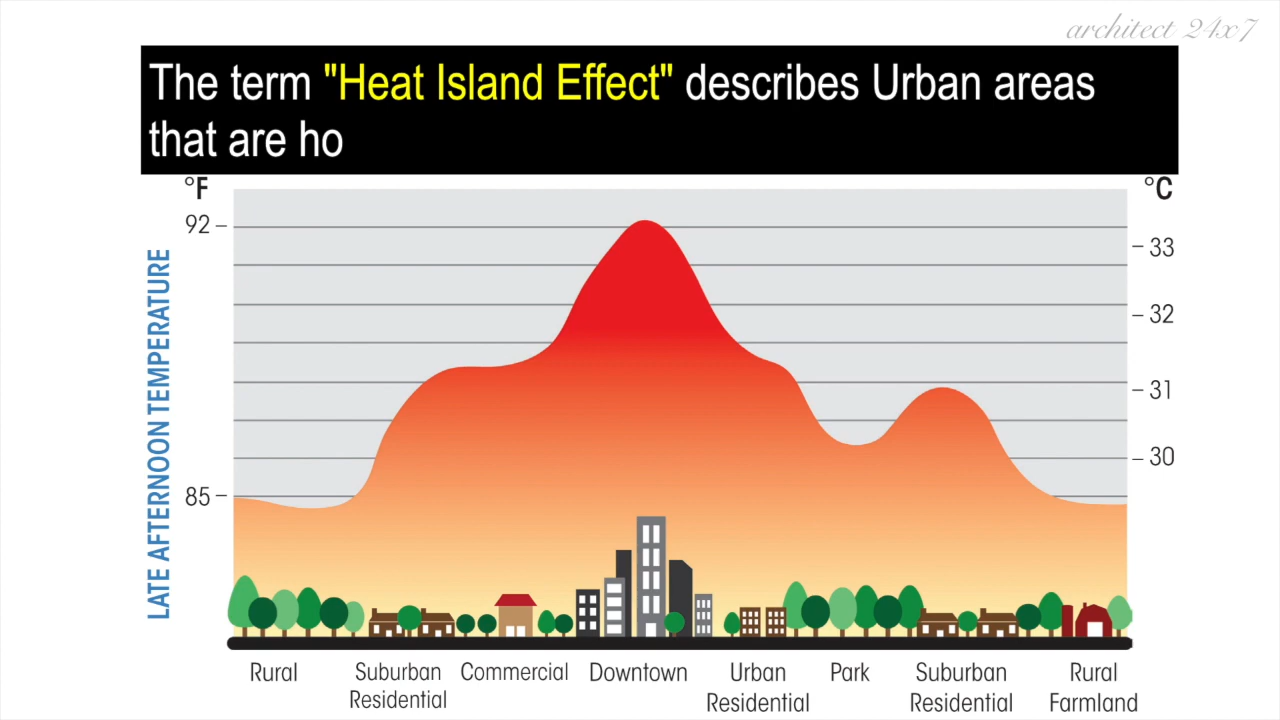 architect 24x7
The term "Heat Island Effect" describes Urban areas
that are ho
°F
°C
92
33
32
31
30
85
LATE AFTERNOON TEMPERATURE
Rural
Suburban
Residential
Commercial
Downtown
Urban
Residential
Park
Suburban
Residential
Rural
Farmland